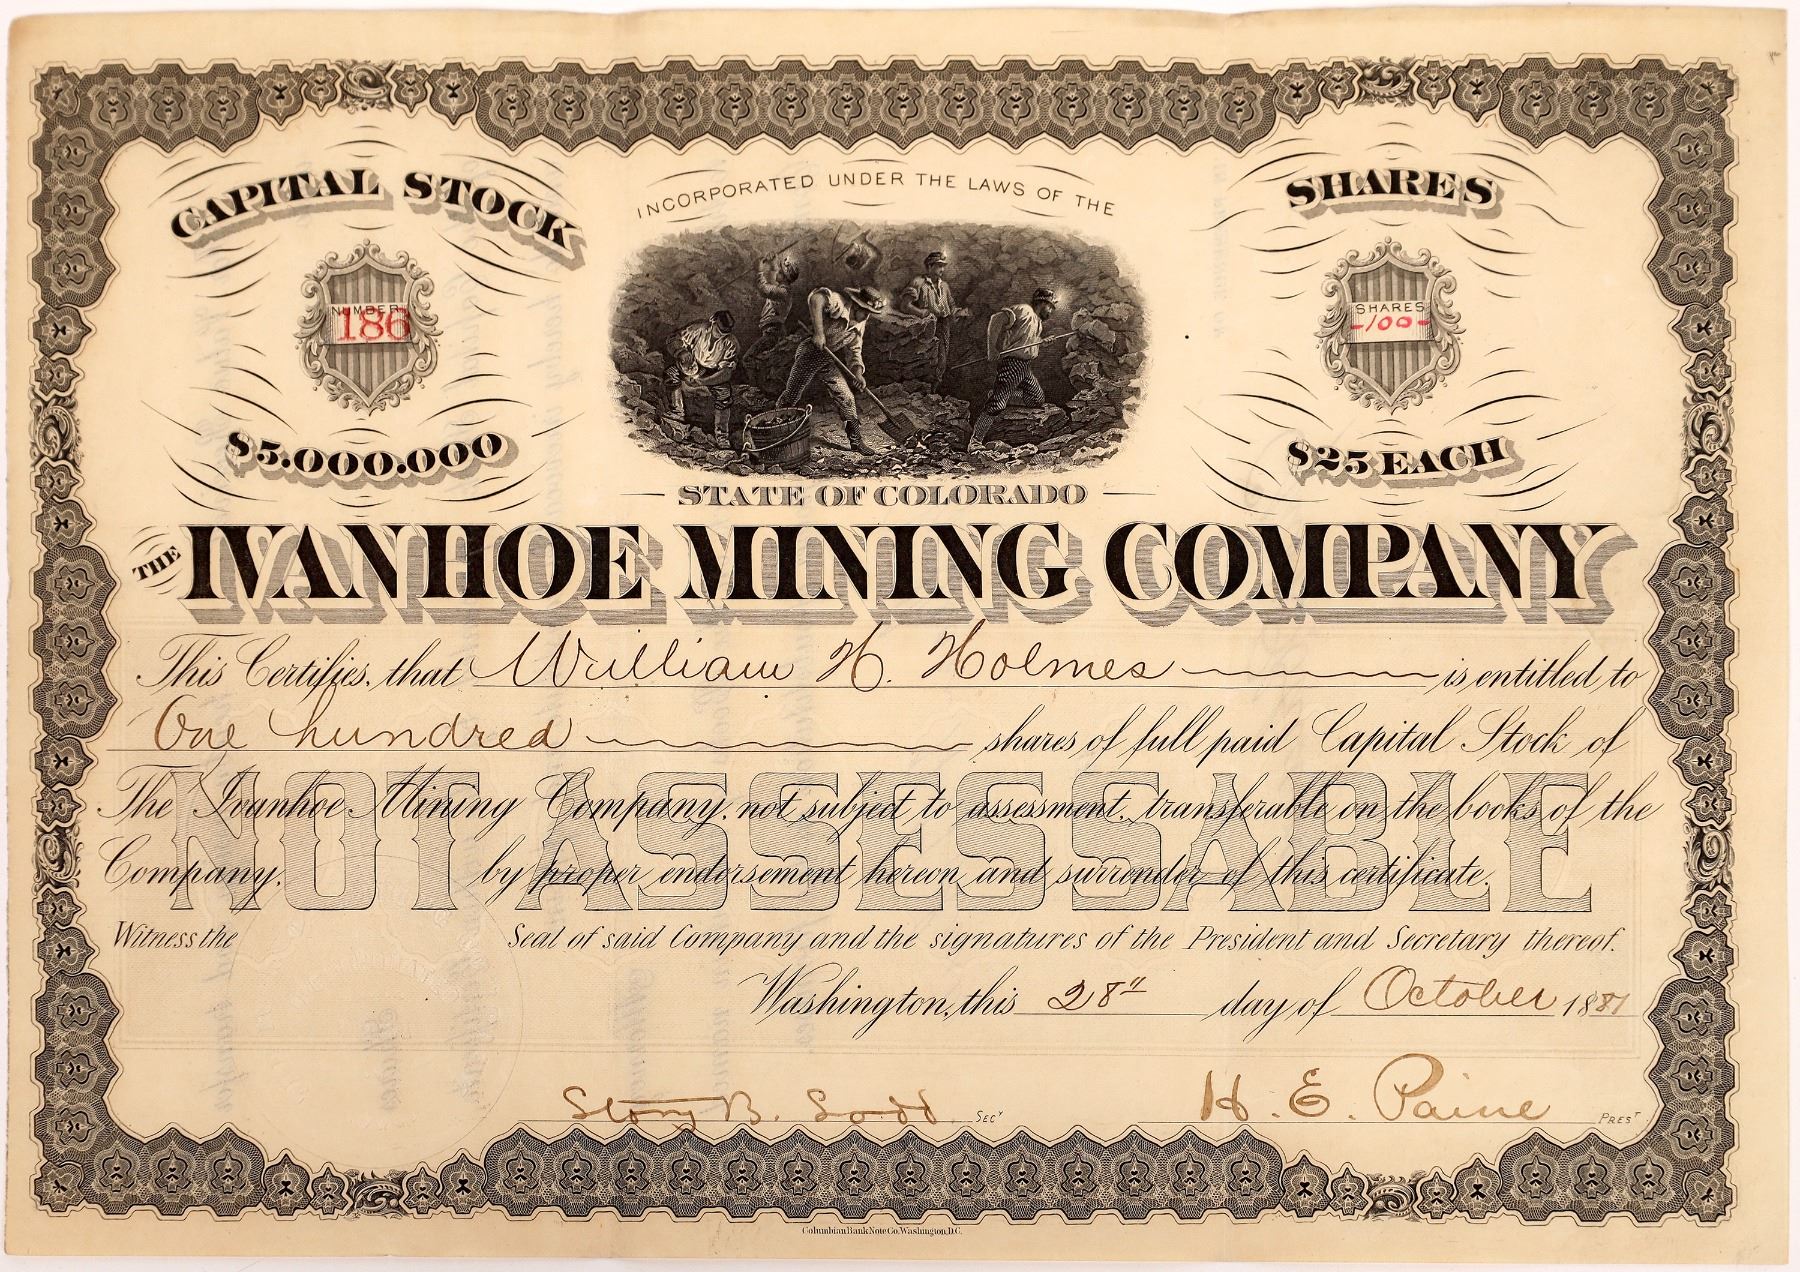 CAPITAL STOCK
NUMBER
186
$5.000.000
INCORPORATED UNDER THE LAWS OF THE
STATE OF COLORADO
SHARES
SHARES
-100-
$25 EACH
THE IVANHOE MINING COMPANY
This Certifies, that William H. Holmes is entitled to
One hundred shares of full paid Capital Stock of
The Ivanhoe Mining Company, not subject to assessment, transferable on the books of the
Company, by proper endorsement hereon and surrender of this certificate.
NOT ASSESSABLE
Witness the Seal of said Company and the signatures of the President and Secretary thereof.
Washington, this 28" day of October 1881
Story B. Ladd SECY
H. E. Paine PREST
Columbian Bank Note Co. Washington, D.C.